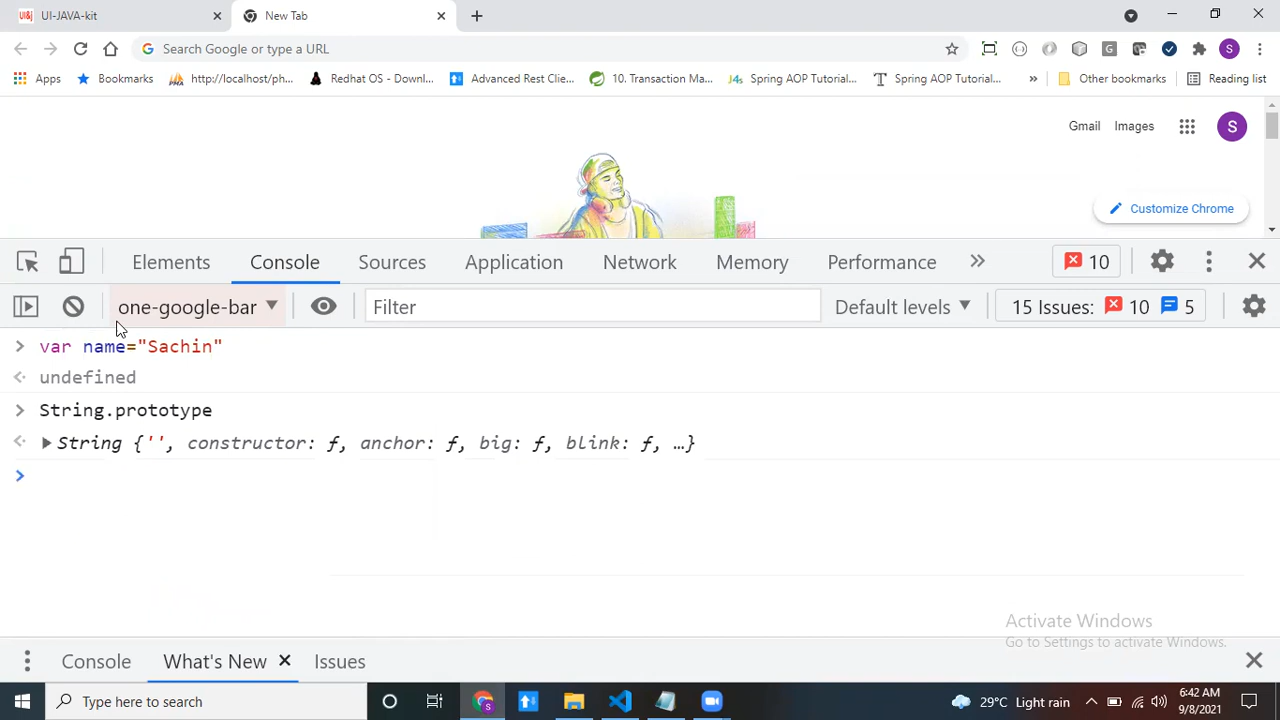 UI&J UI-JAVA-kit
New Tab
Search Google or type a URL
Apps Bookmarks http://localhost/ph... Redhat OS - Downl... Advanced Rest Clie... 10. Transaction Ma... J4s Spring AOP Tutorial... T Spring AOP Tutorial... » Other bookmarks Reading list
Gmail Images S
Customize Chrome
Elements Console Sources Application Network Memory Performance » 10
one-google-bar Filter Default levels 15 Issues: 10 5
> var name="Sachin"
undefined
> String.prototype
String {'', constructor: ƒ, anchor: ƒ, big: ƒ, blink: ƒ, …}
>
Activate Windows
Go to Settings to activate Windows.
Console What's New Issues
Type here to search
29°C Light rain
6:42 AM
9/8/2021